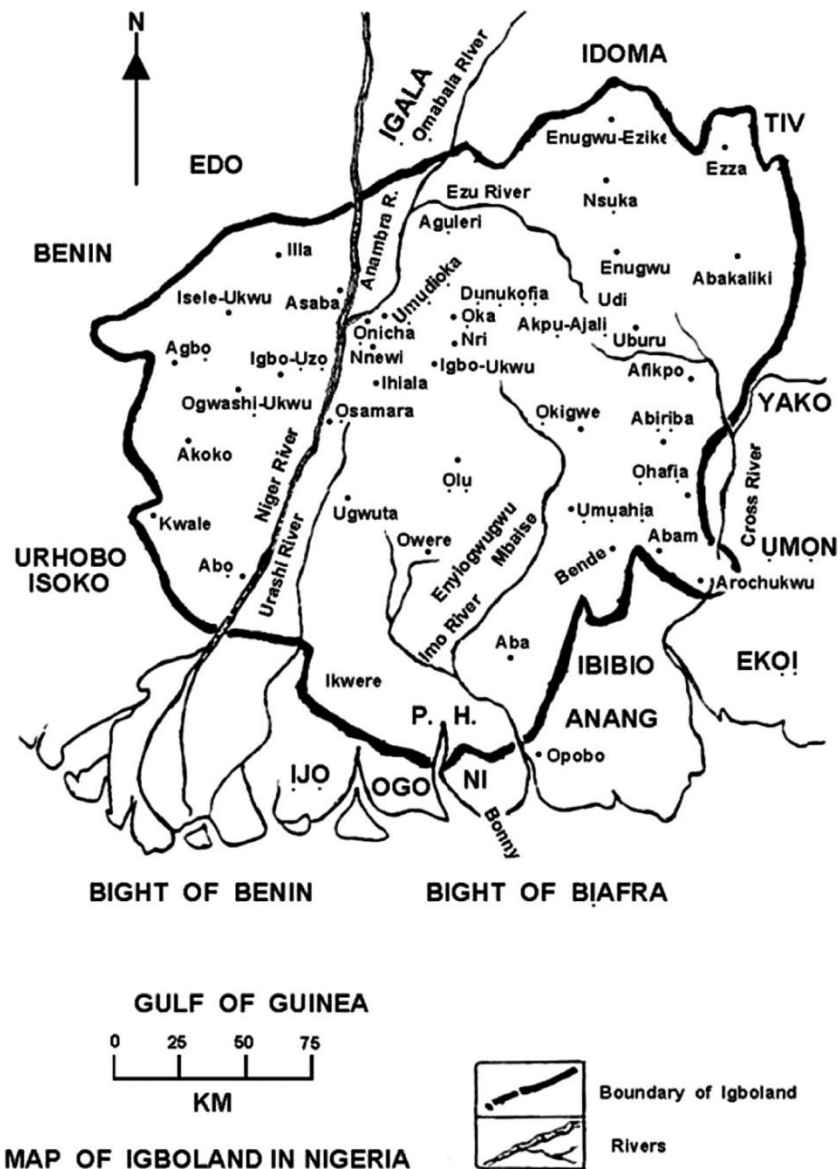 N
IDOMA
IGALA
Omabala River
TIV
Enugwu-Ezike
Ezza
EDO
Ezu River
Nsuka
Anambra R.
Aguleri
BENIN
Illa
Enugwu
Abakaliki
Isele-Ukwu
Asaba
Umudioka
Dunukofia
Udi
Onicha
Oka
Akpu-Ajali
Uburu
Agbo
Igbo-Uzo
Nnewi
Nri
Igbo-Ukwu
Afikpo
Ihiala
Ogwashi-Ukwu
YAKO
Osamara
Okigwe
Abiriba
Akoko
Niger River
Cross River
Olu
Ohafia
Ugwuta
Umuahia
Kwale
Owere
Enyiogwugwu
Mbaise
Abam
URHOBO
ISOKO
Abo
Urashi River
Bende
UMON
Arochukwu
Imo River
Aba
IBIBIO
EKOI
Ikwere
P. H.
ANANG
Opobo
IJO
OGO
NI
Bonny
BIGHT OF BENIN
BIGHT OF BIAFRA
GULF OF GUINEA
0 25 50 75
KM
Boundary of Igboland
Rivers
MAP OF IGBOLAND IN NIGERIA